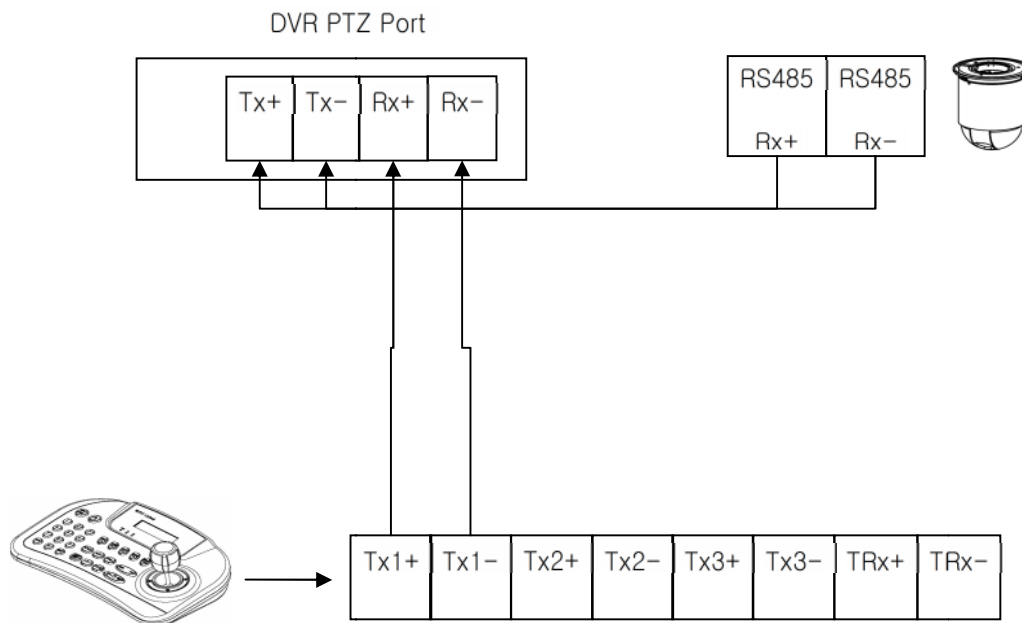 DVR PTZ Port
Tx+ Tx- Rx+ Rx-
RS485 RS485
Rx+ Rx-
Tx1+ Tx1- Tx2+ Tx2- Tx3+ Tx3- TRx+ TRx-